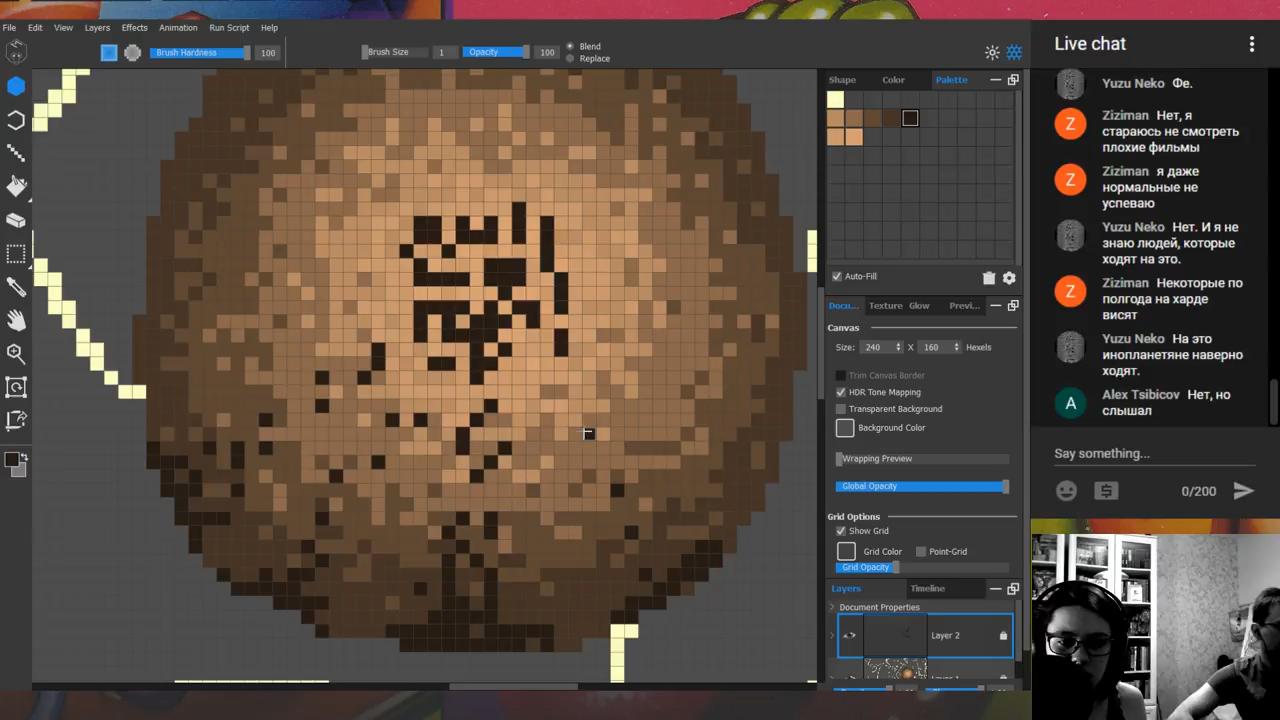 File Edit View Layers Effects Animation Run Script Help
Brush Hardness 100 Brush Size 1 Opacity 100 Blend
Replace
Shape Color Palette
Auto-Fill
Docu... Texture Glow Previ...
Canvas
Size: 240 X 160 Hexels
Trim Canvas Border
HDR Tone Mapping
Transparent Background
Background Color
Wrapping Preview
Global Opacity
Grid Options
Show Grid
Grid Color Point-Grid
Grid Opacity
Layers Timeline
Document Properties
Layer 2
Live chat
Yuzu Neko Фе.
Ziziman Нет, я
стараюсь не смотреть
плохие фильмы
Ziziman я даже
нормальные не
успеваю
Yuzu Neko Нет. И я не
знаю людей, которые
ходят на это.
Ziziman Некоторые по
полгода на харде
висят
Yuzu Neko На это
инопланетяне наверно
ходят.
Alex Tsibicov Нет, но
слышал
Say something...
0/200